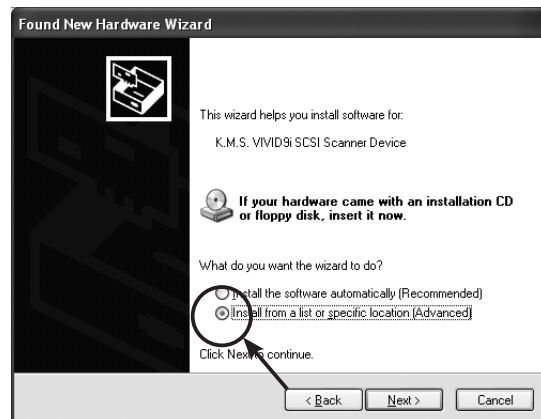 Found New Hardware Wizard
This wizard helps you install software for:
K.M.S. VIVID9i SCSI Scanner Device
If your hardware came with an installation CD
or floppy disk, insert it now.
What do you want the wizard to do?
Install the software automatically (Recommended)
Install from a list or specific location (Advanced)
Click Next to continue.
< Back
Next >
Cancel